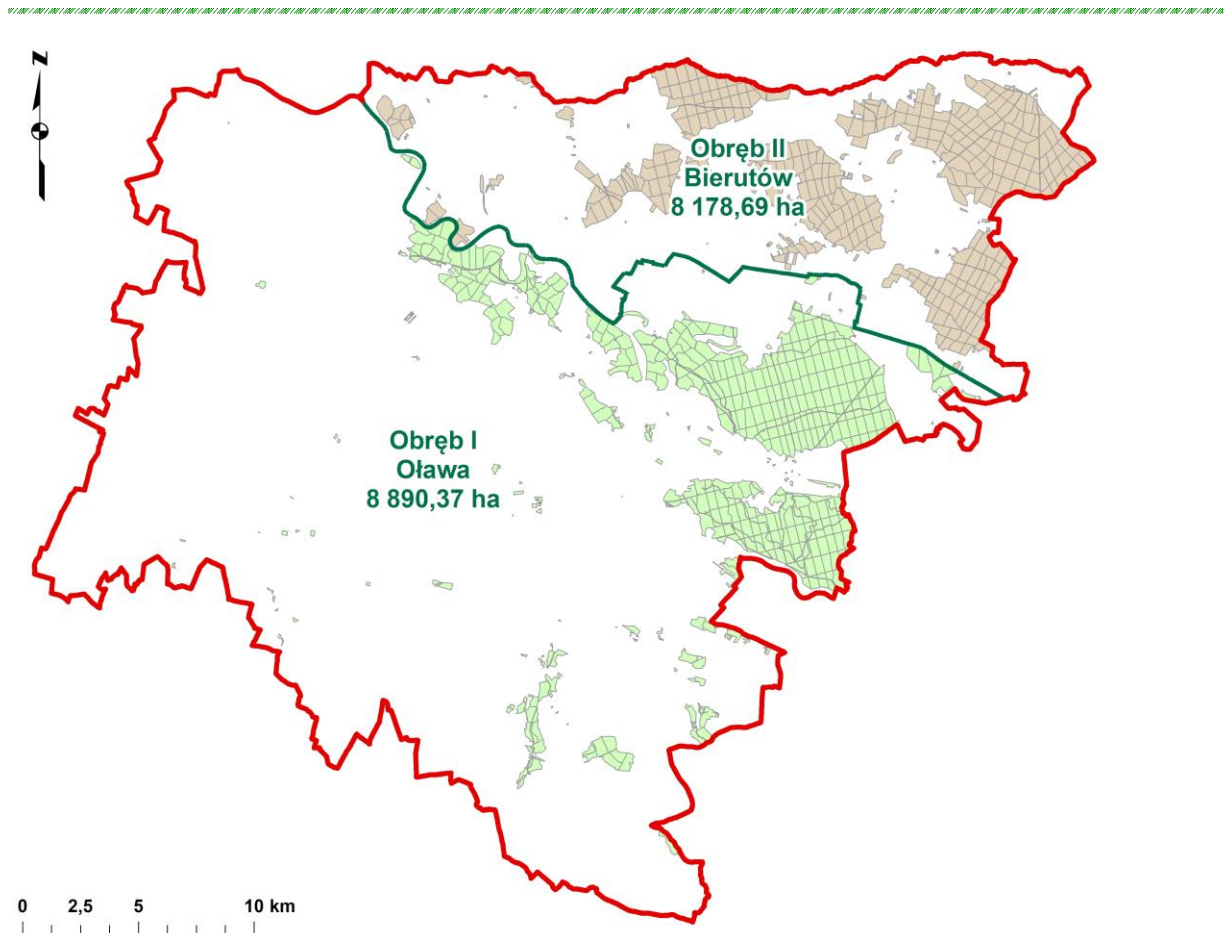 N
Obręb II
Bierutów
8 178,69 ha
Obręb I
Oława
8 890,37 ha
0 2,5 5 10 km